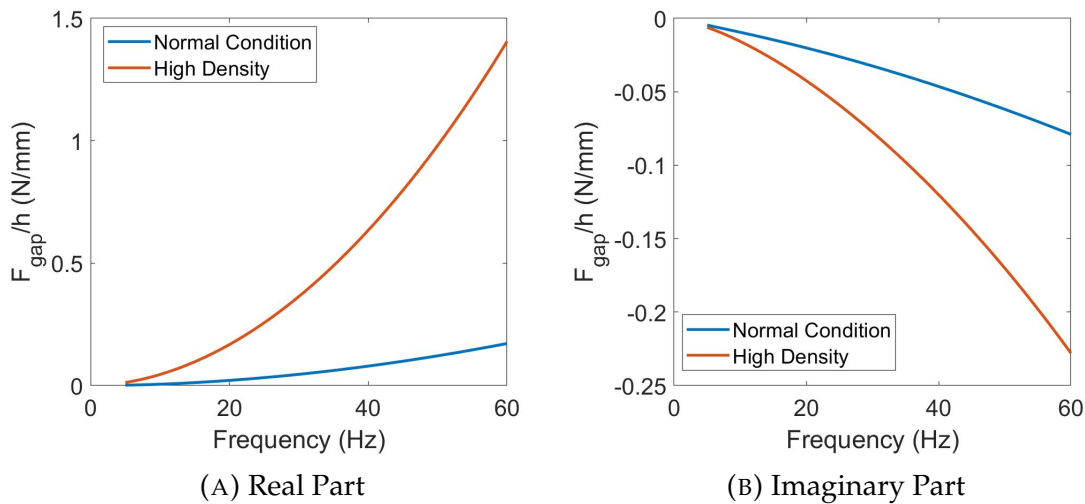 1.5
1
0.5
0
0
20
40
60
F_gap/h (N/mm)
Frequency (Hz)
Normal Condition
High Density
(A) Real Part
0
-0.05
-0.1
-0.15
-0.2
-0.25
0
20
40
60
F_gap/h (N/mm)
Frequency (Hz)
Normal Condition
High Density
(B) Imaginary Part